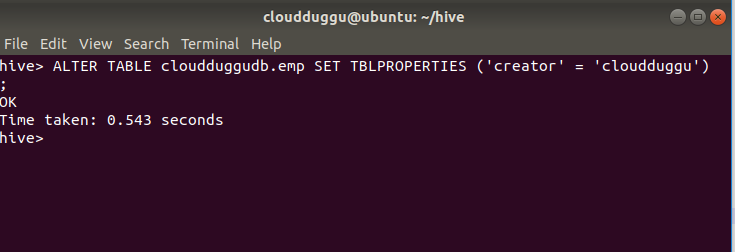 cloudduggu@ubuntu: ~/hive
File Edit View Search Terminal Help
hive> ALTER TABLE cloudduggudb.emp SET TBLPROPERTIES ('creator' = 'cloudduggu')
;
OK
Time taken: 0.543 seconds
hive>